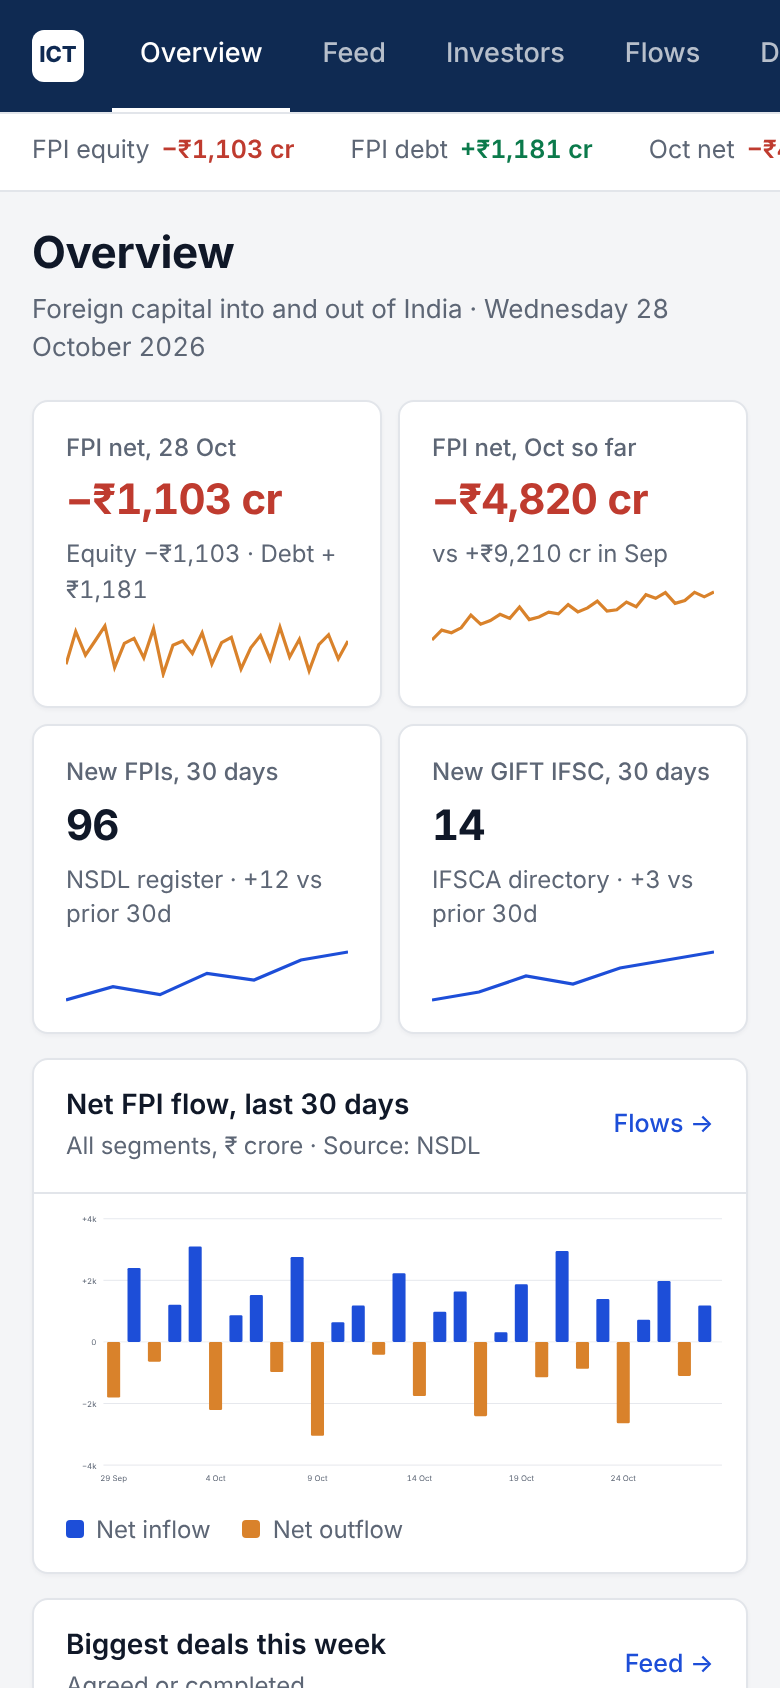 ICT Overview Feed Investors Flows
FPI equity −₹1,103 cr FPI debt +₹1,181 cr Oct net
Overview
Foreign capital into and out of India · Wednesday 28
October 2026
FPI net, 28 Oct
−₹1,103 cr
Equity −₹1,103 · Debt +
₹1,181
FPI net, Oct so far
−₹4,820 cr
vs +₹9,210 cr in Sep
New FPIs, 30 days
96
NSDL register · +12 vs
prior 30d
New GIFT IFSC, 30 days
14
IFSCA directory · +3 vs
prior 30d
Net FPI flow, last 30 days
All segments, ₹ crore · Source: NSDL
Flows →
+4k
+2k
0
−2k
−4k
29 Sep 4 Oct 9 Oct 14 Oct 19 Oct 24 Oct
Net inflow Net outflow
Biggest deals this week
Agreed or completed
Feed →